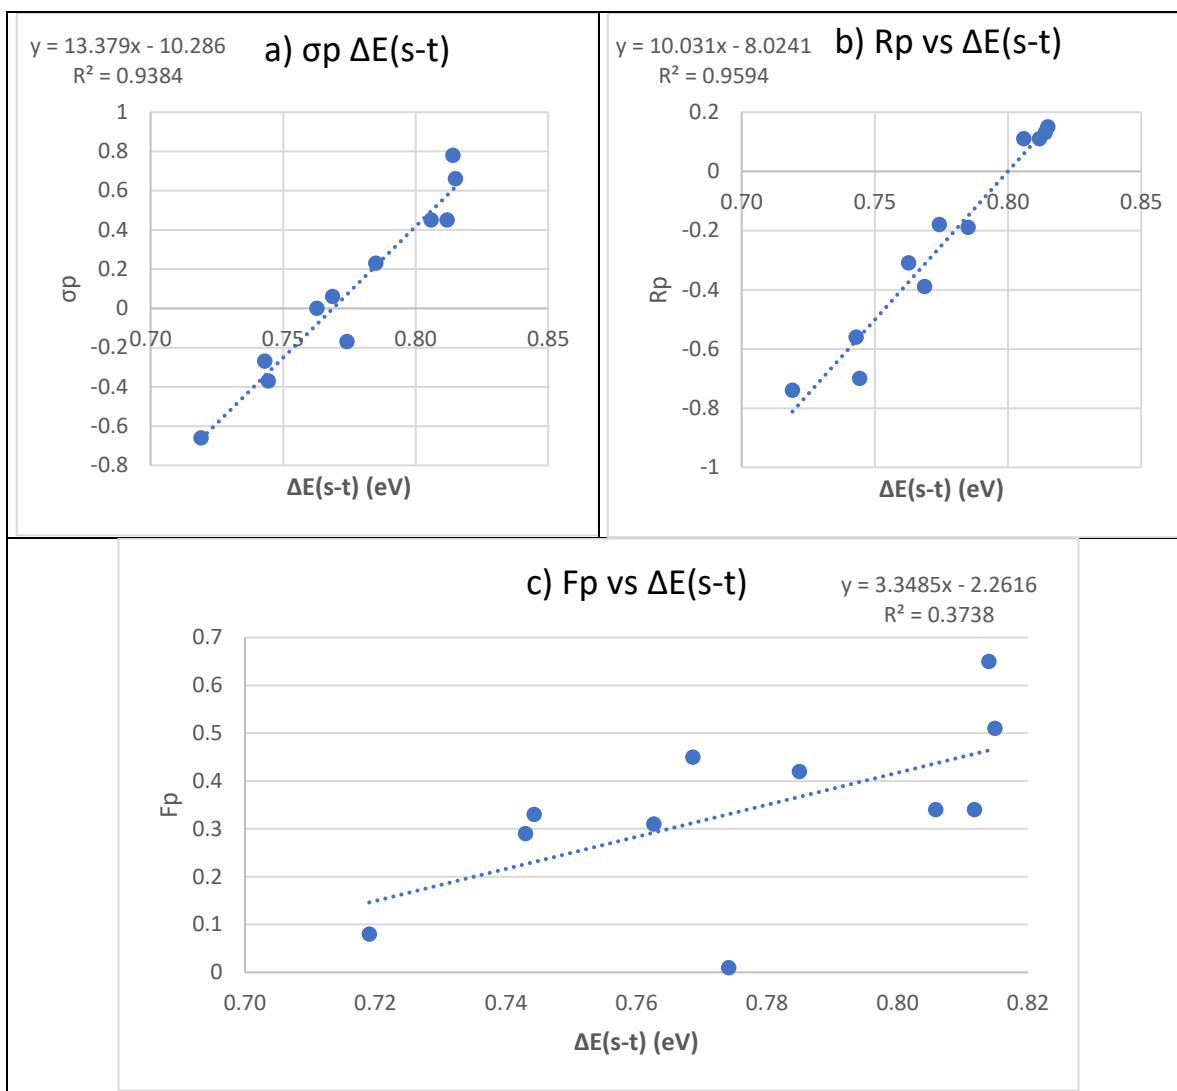 y = 13.379x - 10.286
R² = 0.9384
a) σp ΔE(s-t)
1
0.8
0.6
0.4
0.2
0
-0.2
-0.4
-0.6
-0.8
0.70
0.75
0.80
0.85
σp
ΔE(s-t) (eV)
y = 10.031x - 8.0241
R² = 0.9594
b) Rp vs ΔE(s-t)
0.2
0
-0.2
-0.4
-0.6
-0.8
-1
0.70
0.75
0.80
0.85
Rp
ΔE(s-t) (eV)
c) Fp vs ΔE(s-t)
y = 3.3485x - 2.2616
R² = 0.3738
0.7
0.6
0.5
0.4
0.3
0.2
0.1
0
0.70
0.72
0.74
0.76
0.78
0.80
0.82
Fp
ΔE(s-t) (eV)